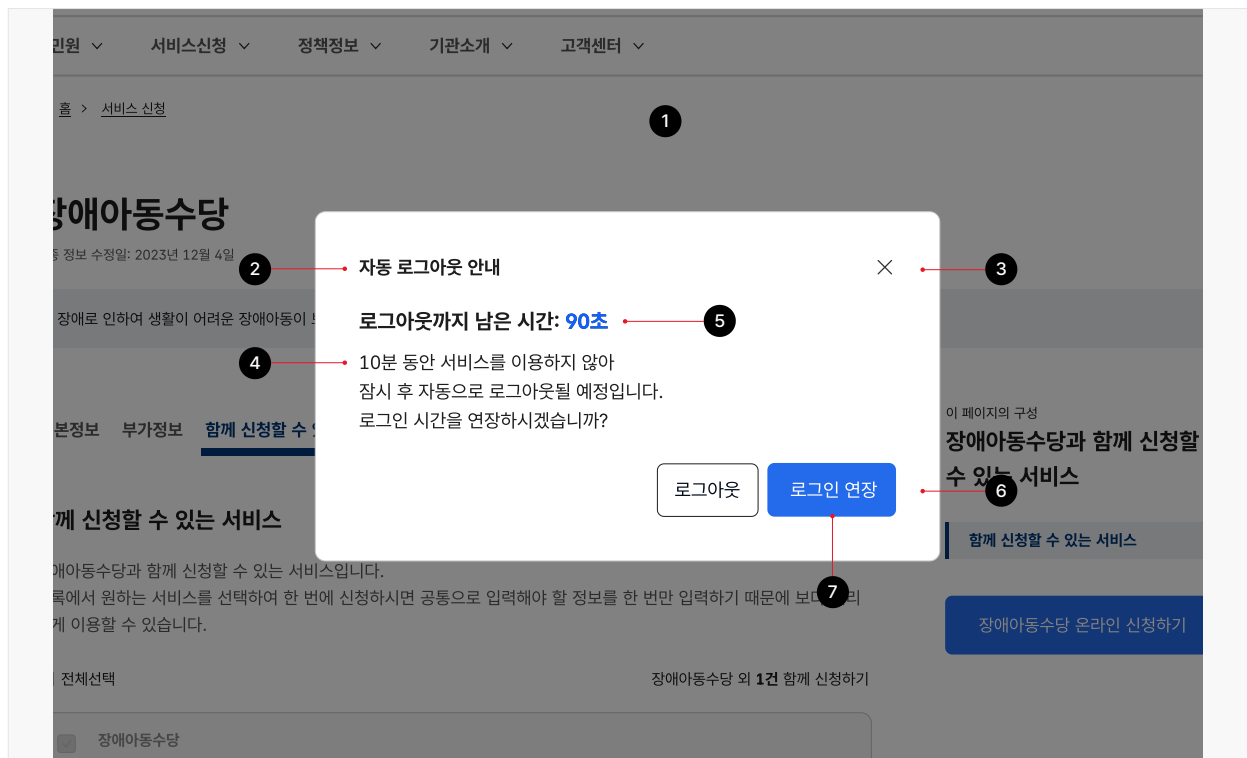 민원
서비스신청
정책정보
기관소개
고객센터
홈 > 서비스 신청
1
장애아동수당
정보 수정일: 2023년 12월 4일
2
자동 로그아웃 안내
3
장애로 인하여 생활이 어려운 장애아동이
로그아웃까지 남은 시간: 90초
5
4
10분 동안 서비스를 이용하지 않아
잠시 후 자동으로 로그아웃될 예정입니다.
로그인 시간을 연장하시겠습니까?
이 페이지의 구성
장애아동수당과 함께 신청할
수 있는 서비스
본정보
부가정보
함께 신청할 수
로그아웃
로그인 연장
6
함께 신청할 수 있는 서비스
함께 신청할 수 있는 서비스
7
애아동수당과 함께 신청할 수 있는 서비스입니다.
록에서 원하는 서비스를 선택하여 한 번에 신청하시면 공통으로 입력해야 할 정보를 한 번만 입력하기 때문에
게 이용할 수 있습니다.
장애아동수당 온라인 신청하기
전체선택
장애아동수당 외 1건 함께 신청하기
장애아동수당